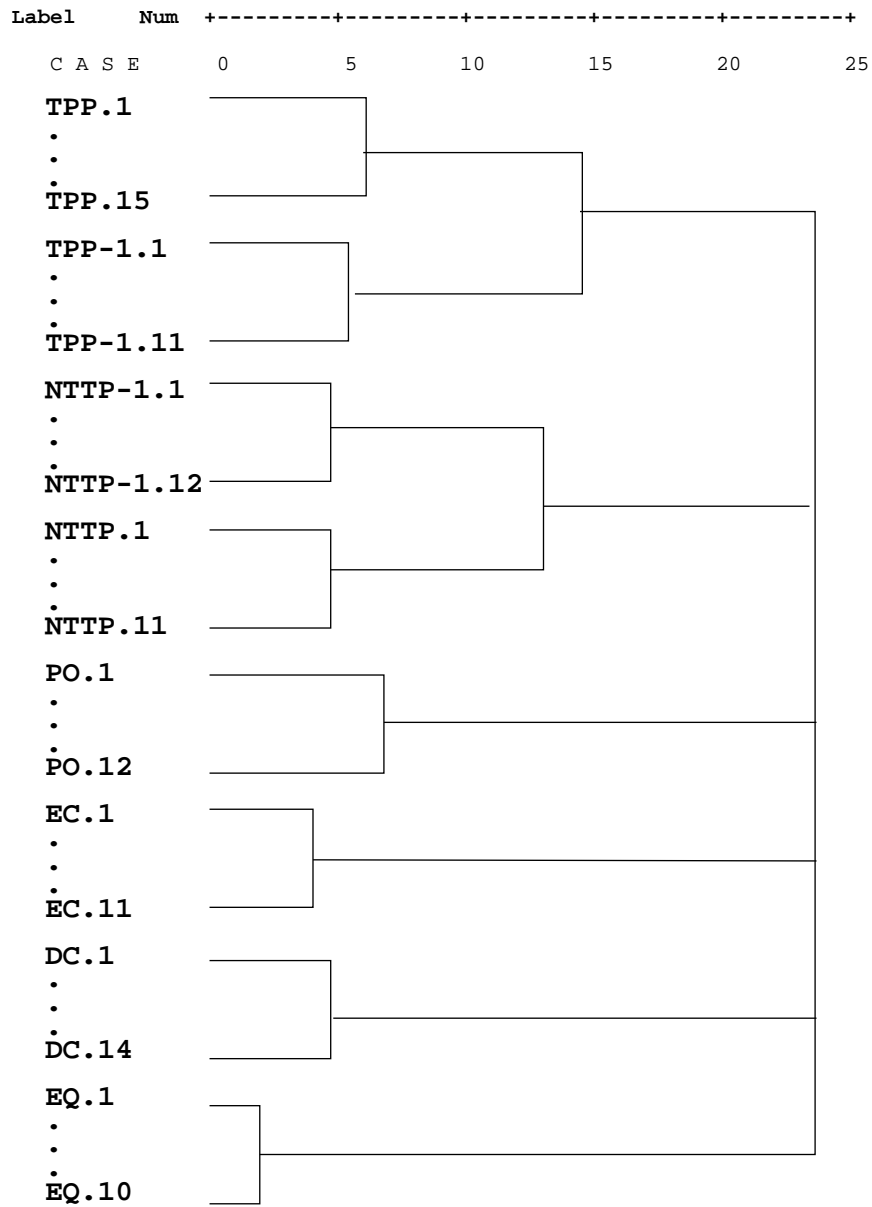 Label Num +---------+---------+---------+---------+---------+
C A S E 0 5 10 15 20 25
TPP.1
.
.
.
TPP.15
TPP-1.1
.
.
.
TPP-1.11
NTTP-1.1
.
.
.
NTTP-1.12
NTTP.1
.
.
.
NTTP.11
PO.1
.
.
.
PO.12
EC.1
.
.
.
EC.11
DC.1
.
.
.
DC.14
EQ.1
.
.
.
EQ.10